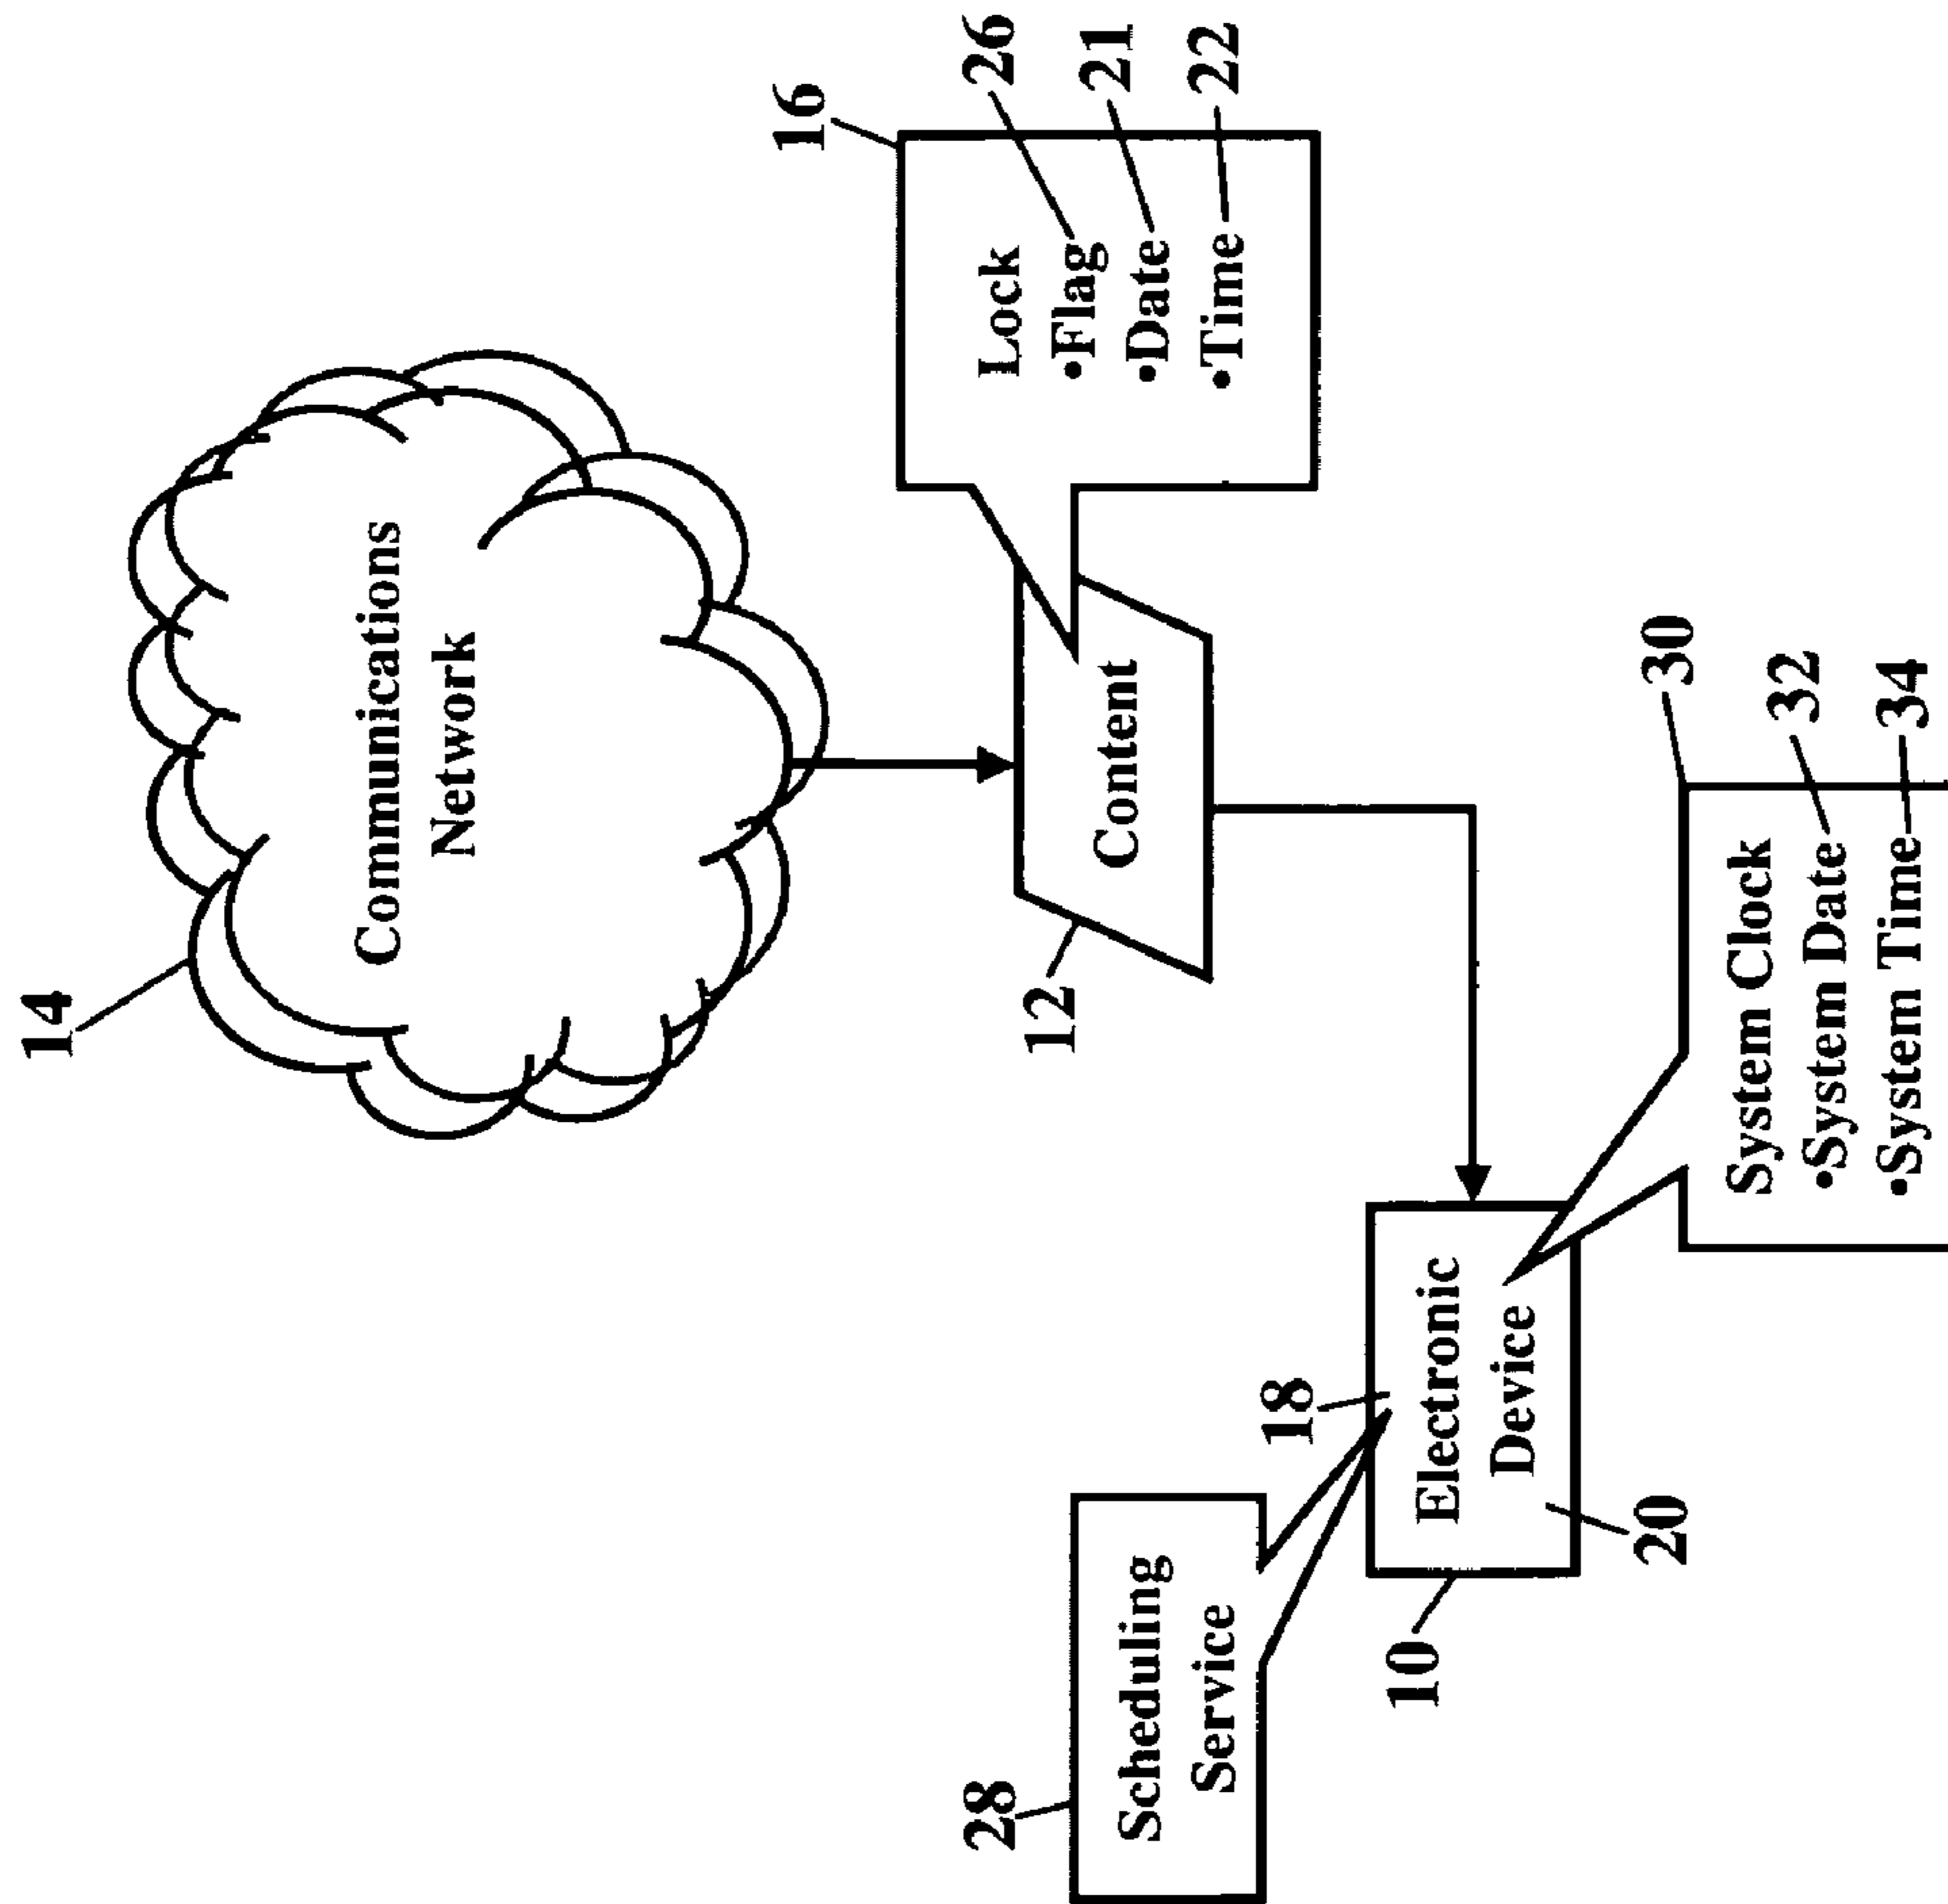 14
Communications
Network
16
Lock
•Flag
•Date
•Time
26
21
22
12
Content
28
Scheduling
Service
18
10
Electronic
Device
20
30
System Clock
•System Date
•System Time
32
34